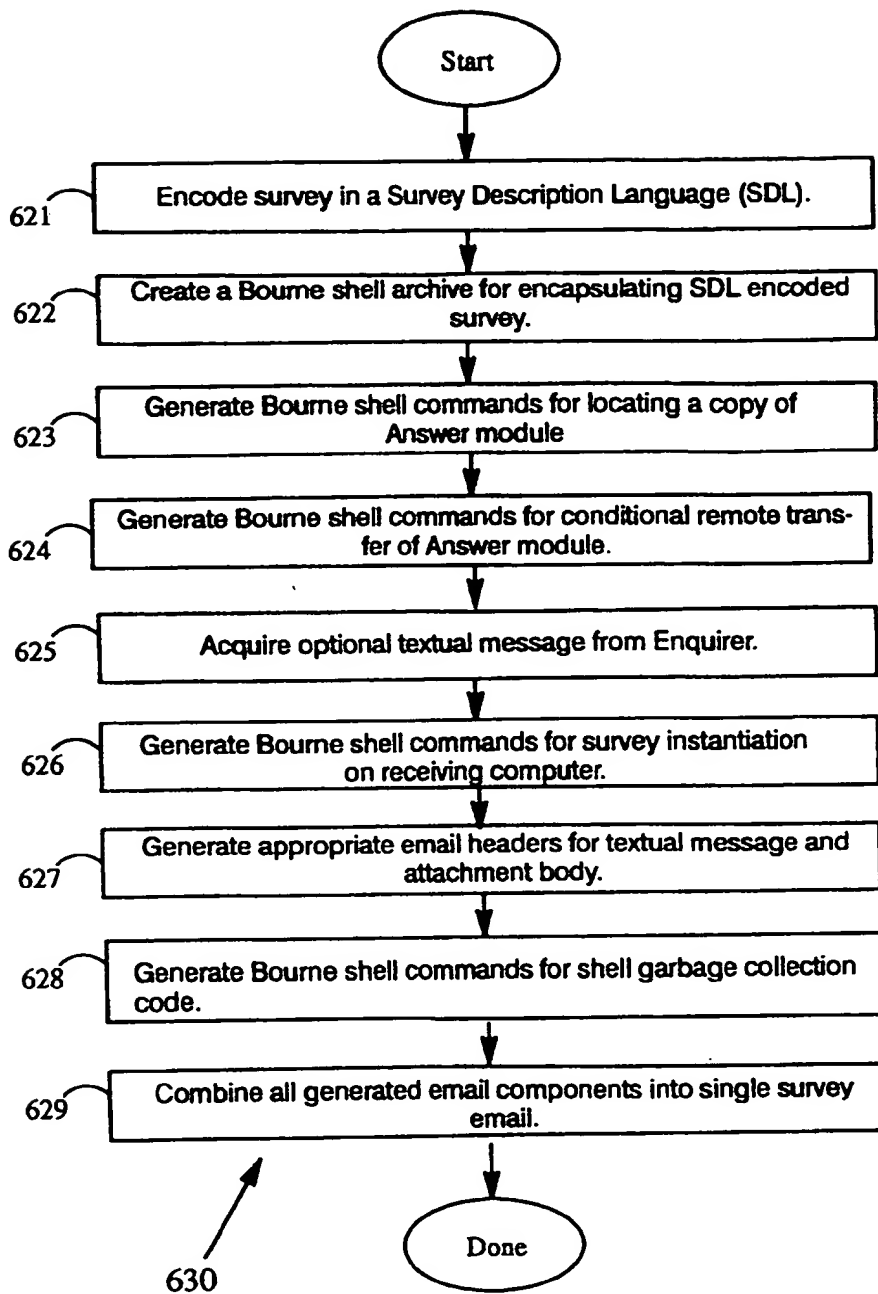 Start
621
Encode survey in a Survey Description Language (SDL).
622
Create a Bourne shell archive for encapsulating SDL encoded
survey.
623
Generate Bourne shell commands for locating a copy of
Answer module
624
Generate Bourne shell commands for conditional remote trans-
fer of Answer module.
625
Acquire optional textual message from Enquirer.
626
Generate Bourne shell commands for survey instantiation
on receiving computer.
627
Generate appropriate email headers for textual message and
attachment body.
628
Generate Bourne shell commands for shell garbage collection
code.
629
Combine all generated email components into single survey
email.
630
Done